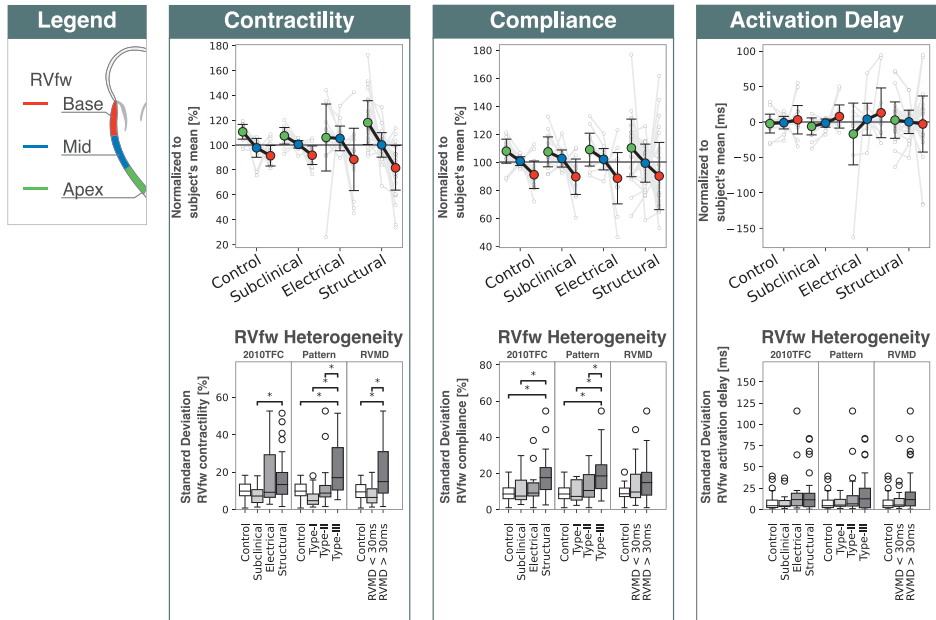 Legend
RVfw
Base
Mid
Apex
Contractility
Normalized to
subject's mean [%]
180
160
140
120
100
80
60
40
20
Control
Subclinical
Electrical
Structural
RVfw Heterogeneity
2010TFC
Pattern
RVMD
Standard Deviation
RVfw contractility [%]
80
60
40
20
0
*
*
*
*
*
*
Control
Subclinical
Electrical
Structural
Control
Type-I
Type-II
Type-III
Control
RVMD < 30ms
RVMD > 30ms
Compliance
Normalized to
subject's mean [%]
180
160
140
120
100
80
60
40
Control
Subclinical
Electrical
Structural
RVfw Heterogeneity
2010TFC
Pattern
RVMD
Standard Deviation
RVfw compliance [%]
80
60
40
20
0
*
*
*
*
*
Control
Subclinical
Electrical
Structural
Control
Type-I
Type-II
Type-III
Control
RVMD < 30ms
RVMD > 30ms
Activation Delay
Normalized to
subject's mean [ms]
100
50
0
−50
−100
−150
Control
Subclinical
Electrical
Structural
RVfw Heterogeneity
2010TFC
Pattern
RVMD
Standard Deviation
RVfw activation delay [ms]
150
125
100
75
50
25
0
Control
Subclinical
Electrical
Structural
Control
Type-I
Type-II
Type-III
Control
RVMD < 30ms
RVMD > 30ms